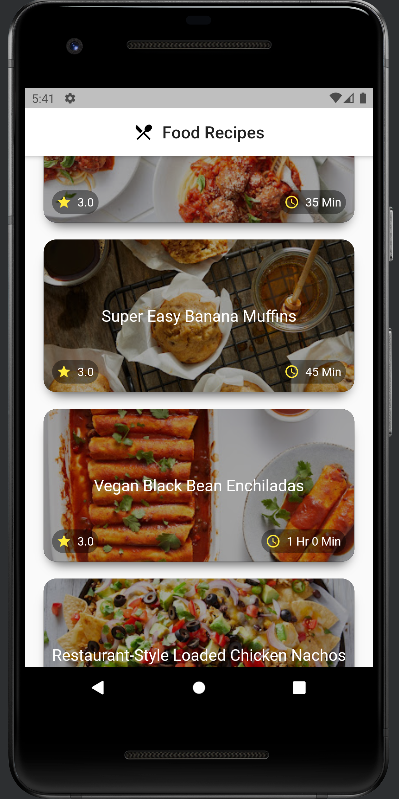 5:41
Food Recipes
3.0
35 Min
Super Easy Banana Muffins
3.0
45 Min
Vegan Black Bean Enchiladas
3.0
1 Hr 0 Min
Restaurant-Style Loaded Chicken Nachos